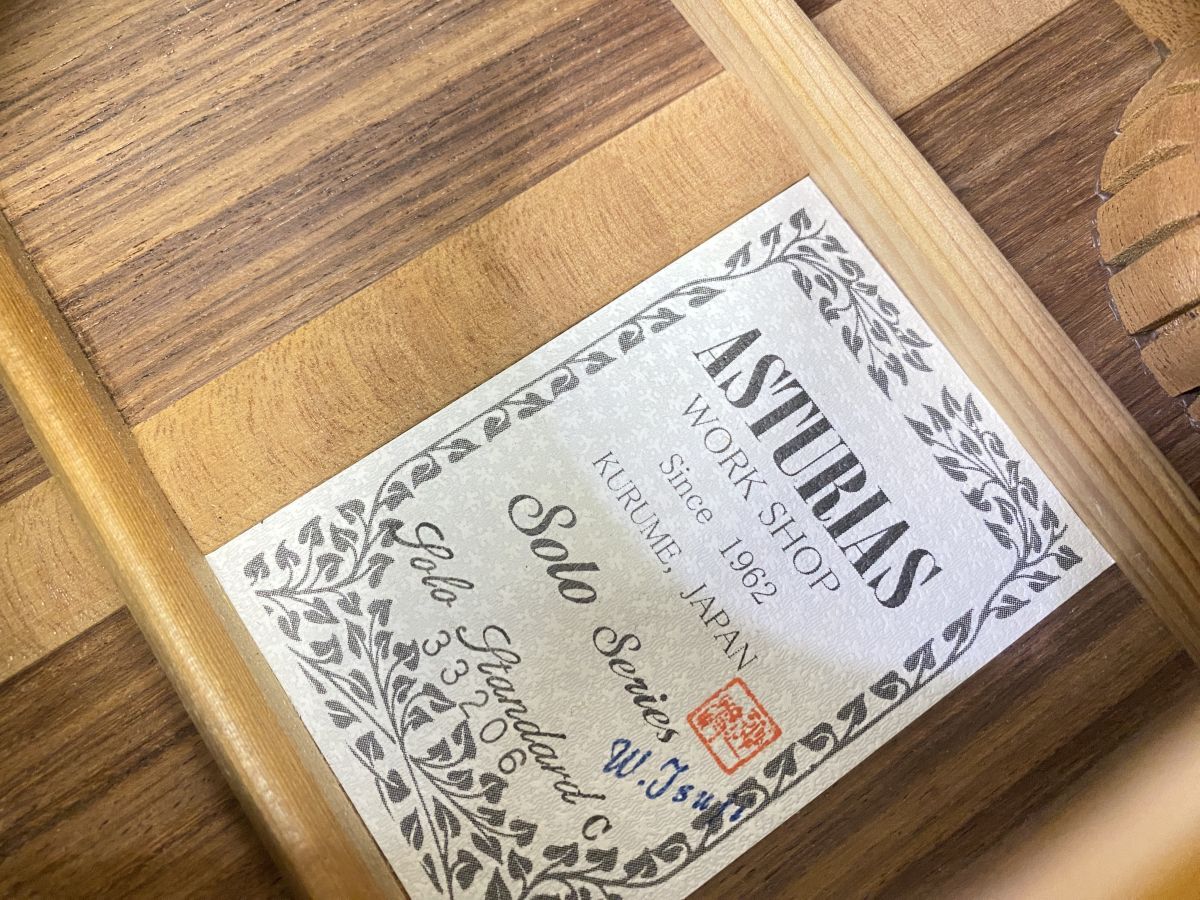 ASTURIAS
WORK SHOP
Since 1962
KURUME, JAPAN
Solo Series
W. Tsuji
Solo Standard C
33206